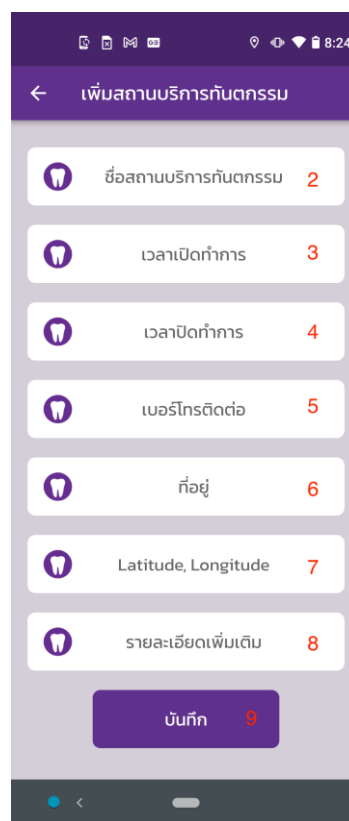 8:24
เพิ่มสถานบริการทันตกรรม
ชื่อสถานบริการทันตกรรม 2
เวลาเปิดทำการ 3
เวลาปิดทำการ 4
เบอร์โทรติดต่อ 5
ที่อยู่ 6
Latitude, Longitude 7
รายละเอียดเพิ่มเติม 8
บันทึก 9